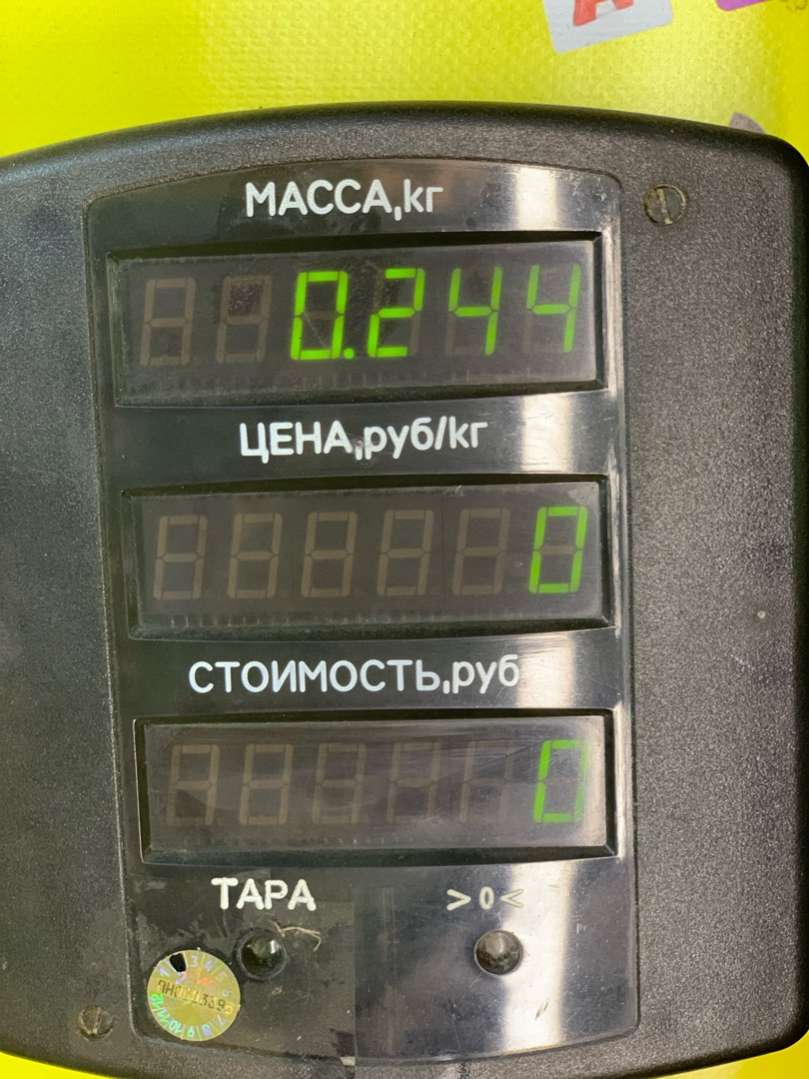 МАССА,кг
0.244
ЦЕНА,руб/кг
0
СТОИМОСТЬ,руб
0
ТАРА >0<